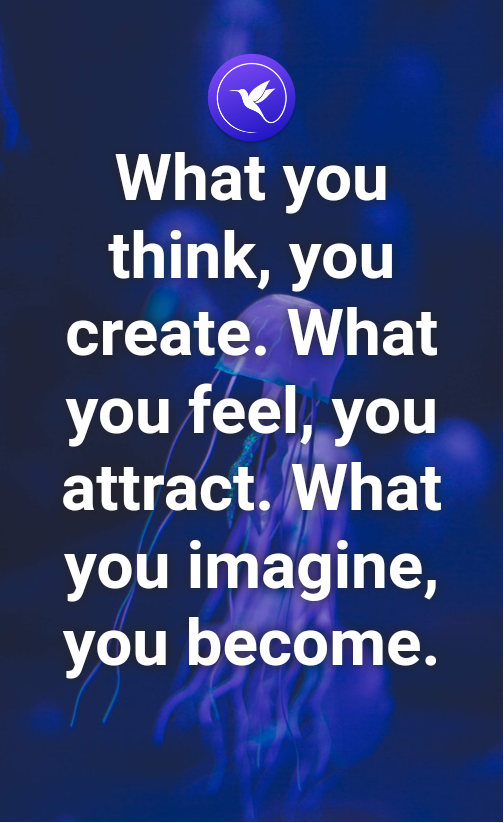 What you
think, you
create. What
you feel, you
attract. What
you imagine,
you become.